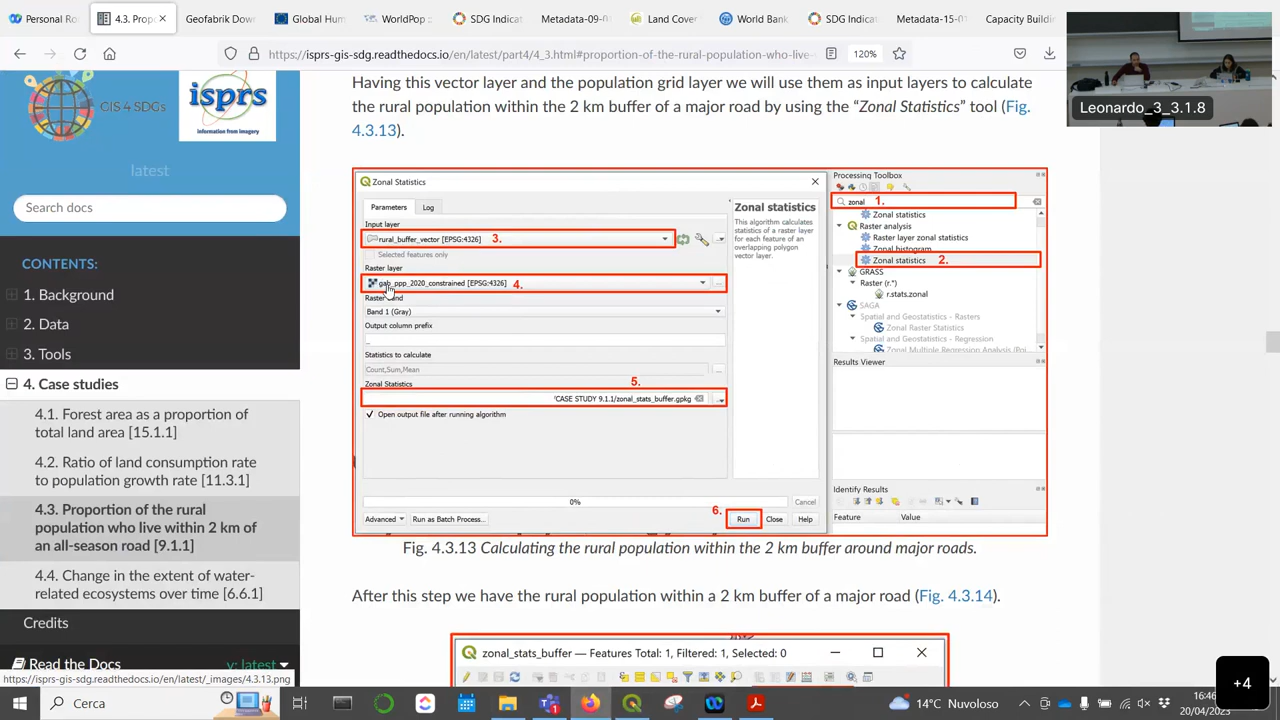 Personal Re
4.3. Prop
Geofabrik Dow
Global Hum
WorldPop
SDG Indicat
Metadata-09-0
Land Cover
World Bank
SDG Indicat
Metadata-15-01
Capacity Building
https://isprs-gis-sdg.readthedocs.io/en/latest/part4.html#proportion-of-the-rural-population-who-live-
120%
GIS 4 SDGs
isprs
information from imagery
latest
Search docs
CONTENTS:
1. Background
2. Data
3. Tools
4. Case studies
4.1. Forest area as a proportion of
total land area [15.1.1]
4.2. Ratio of land consumption rate
to population growth rate [11.3.1]
4.3. Proportion of the rural
population who live within 2 km of
an all-season road [9.1.1]
4.4. Change in the extent of water-
related ecosystems over time [6.6.1]
Credits
Read the Docs
v: latest
https://isprs-gis-sdg.readthedocs.io/en/latest/_images/4.3.13.png
Having this vector layer and the population grid layer we will use them as input layers to calculate
the rural population within the 2 km buffer of a major road by using the “Zonal Statistics” tool (Fig.
4.3.13).
Zonal Statistics
Parameters
Log
Input layer
rural_buffer_vector [EPSG:4326]
3.
Selected features only
Raster layer
gab_ppp_2020_constrained [EPSG:4326]
4.
Raster band
Band 1 (Gray)
Output column prefix
_
Statistics to calculate
Count,Sum,Mean
Zonal Statistics
5.
/CASE STUDY 9.1.1/zonal_stats_buffer.gpkg
Open output file after running algorithm
0%
Cancel
Advanced
Run as Batch Process...
6.
Run
Close
Help
Zonal statistics
This algorithm calculates
statistics of a raster layer
for each feature of an
overlapping polygon
vector layer.
Processing Toolbox
zonal
1.
Zonal statistics
Raster analysis
Raster layer zonal statistics
Zonal histogram
Zonal statistics
2.
GRASS
Raster (r.*)
r.stats.zonal
SAGA
Spatial and Geostatistics - Rasters
Zonal Raster Statistics
Spatial and Geostatistics - Regression
Zonal Multiple Regression Analysis (Poi
Results Viewer
Identify Results
Feature
Value
Fig. 4.3.13 Calculating the rural population within the 2 km buffer around major roads.
After this step we have the rural population within a 2 km buffer of a major road (Fig. 4.3.14).
zonal_stats_buffer — Features Total: 1, Filtered: 1, Selected: 0
Leonardo_3_3.1.8
+4
Cerca
14°C Nuvoloso
16:46
20/04/2023